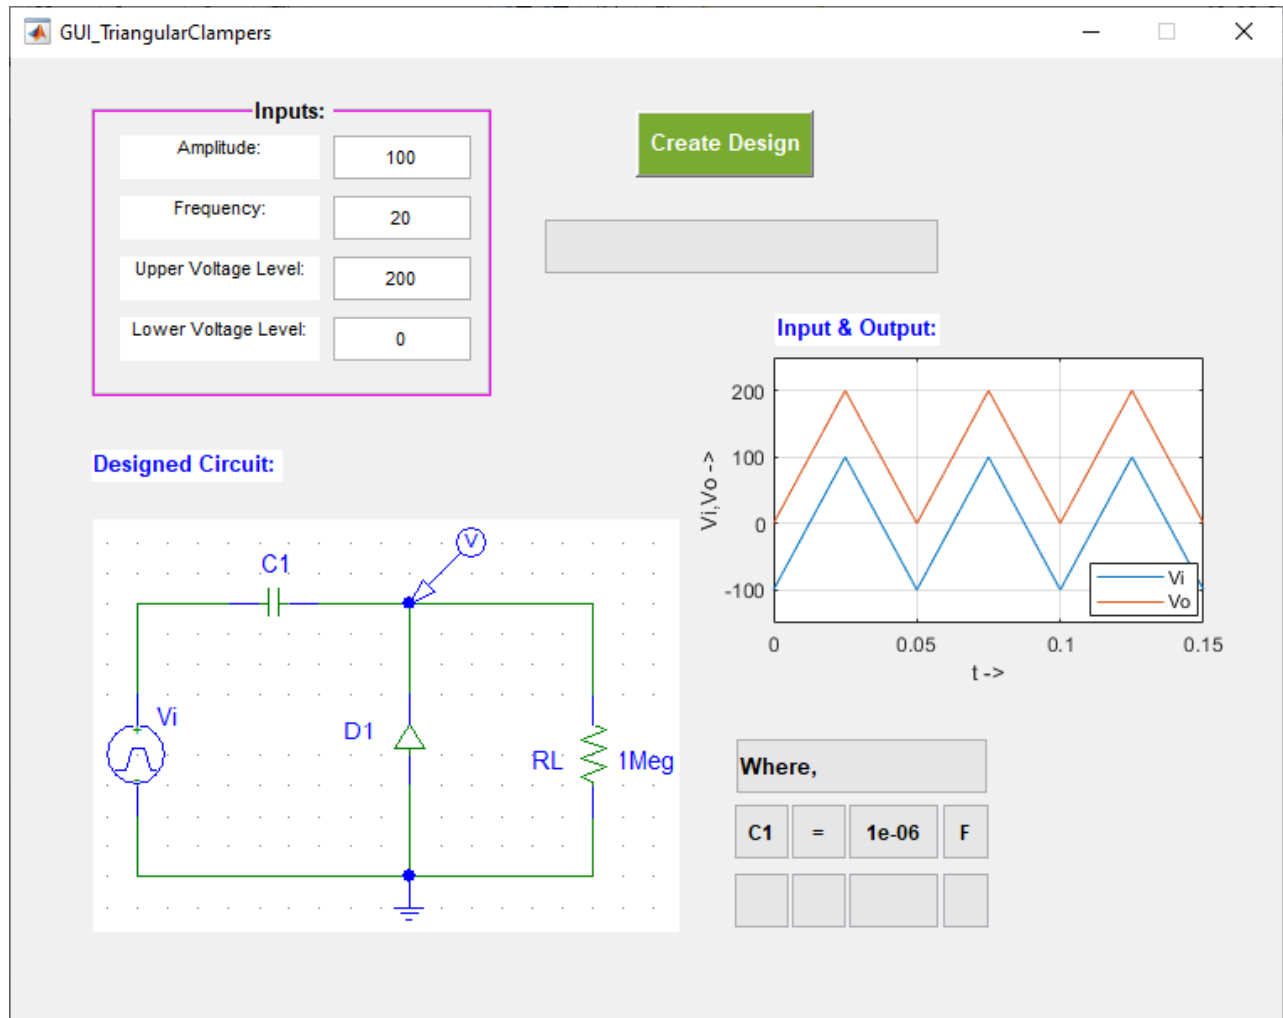 GUI_TriangularClampers
Inputs:
Amplitude:
100
Frequency:
20
Upper Voltage Level:
200
Lower Voltage Level:
0
Create Design
Input & Output:
200
100
0
-100
Vi,Vo ->
Vi
Vo
0
0.05
0.1
0.15
t ->
Designed Circuit:
C1
V
Vi
D1
RL
1Meg
Where,
C1 = 1e-06 F